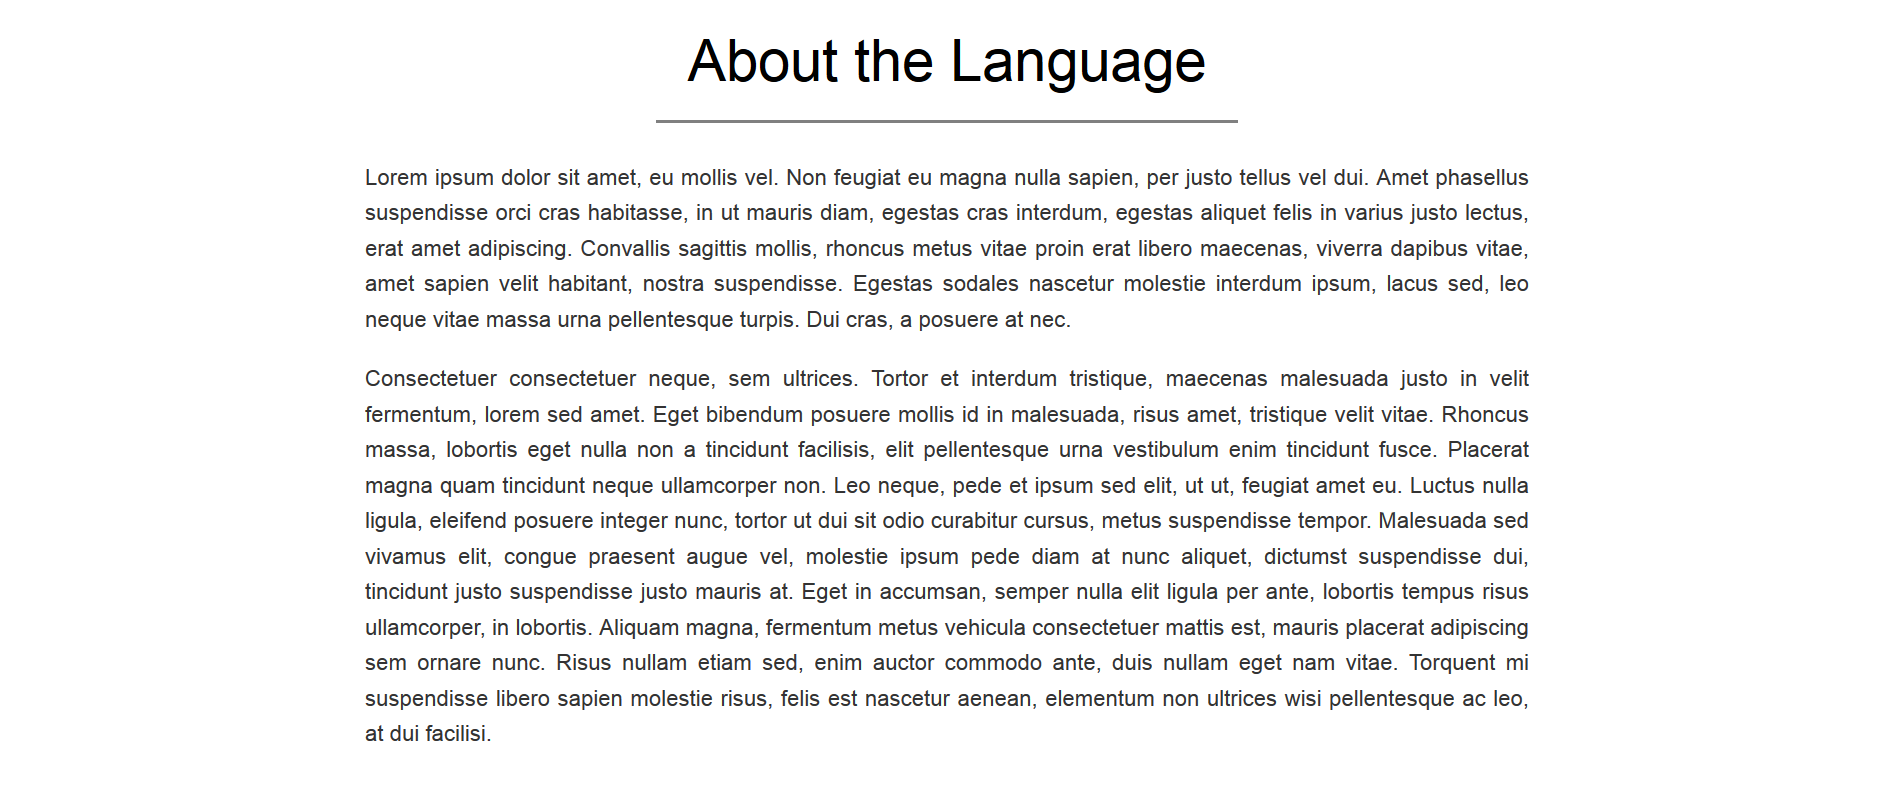 About the Language
Lorem ipsum dolor sit amet, eu mollis vel. Non feugiat eu magna nulla sapien, per justo tellus vel dui. Amet phasellus
suspendisse orci cras habitasse, in ut mauris diam, egestas cras interdum, egestas aliquet felis in varius justo lectus,
erat amet adipiscing. Convallis sagittis mollis, rhoncus metus vitae proin erat libero maecenas, viverra dapibus vitae,
amet sapien velit habitant, nostra suspendisse. Egestas sodales nascetur molestie interdum ipsum, lacus sed, leo
neque vitae massa urna pellentesque turpis. Dui cras, a posuere at nec.
Consectetuer consectetuer neque, sem ultrices. Tortor et interdum tristique, maecenas malesuada justo in velit
fermentum, lorem sed amet. Eget bibendum posuere mollis id in malesuada, risus amet, tristique velit vitae. Rhoncus
massa, lobortis eget nulla non a tincidunt facilisis, elit pellentesque urna vestibulum enim tincidunt fusce. Placerat
magna quam tincidunt neque ullamcorper non. Leo neque, pede et ipsum sed elit, ut ut, feugiat amet eu. Luctus nulla
ligula, eleifend posuere integer nunc, tortor ut dui sit odio curabitur cursus, metus suspendisse tempor. Malesuada sed
vivamus elit, congue praesent augue vel, molestie ipsum pede diam at nunc aliquet, dictumst suspendisse dui,
tincidunt justo suspendisse justo mauris at. Eget in accumsan, semper nulla elit ligula per ante, lobortis tempus risus
ullamcorper, in lobortis. Aliquam magna, fermentum metus vehicula consectetuer mattis est, mauris placerat adipiscing
sem ornare nunc. Risus nullam etiam sed, enim auctor commodo ante, duis nullam eget nam vitae. Torquent mi
suspendisse libero sapien molestie risus, felis est nascetur aenean, elementum non ultrices wisi pellentesque ac leo,
at dui facilisi.